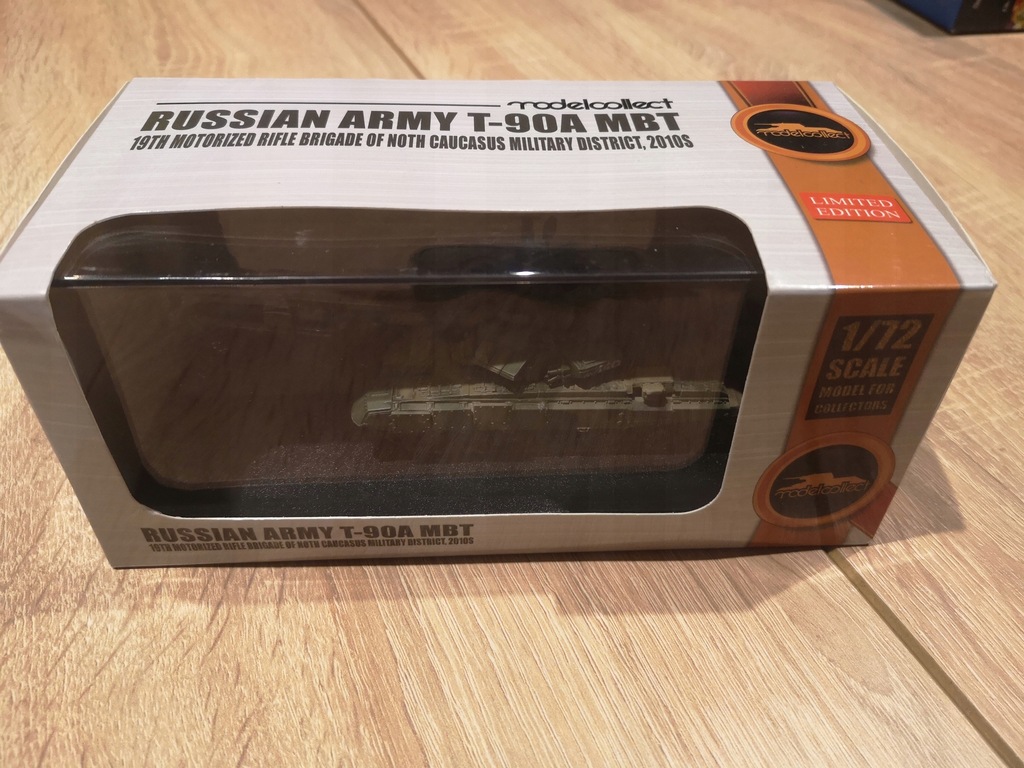 modelcollect
RUSSIAN ARMY T-90A MBT
19TH MOTORIZED RIFLE BRIGADE OF NOTH CAUCASUS MILITARY DISTRICT, 2010S
modelcollect
LIMITED
EDITION
1/72
SCALE
MODEL FOR
COLLECTORS
modelcollect
RUSSIAN ARMY T-90A MBT
19TH MOTORIZED RIFLE BRIGADE OF NOTH CAUCASUS MILITARY DISTRICT, 2010S